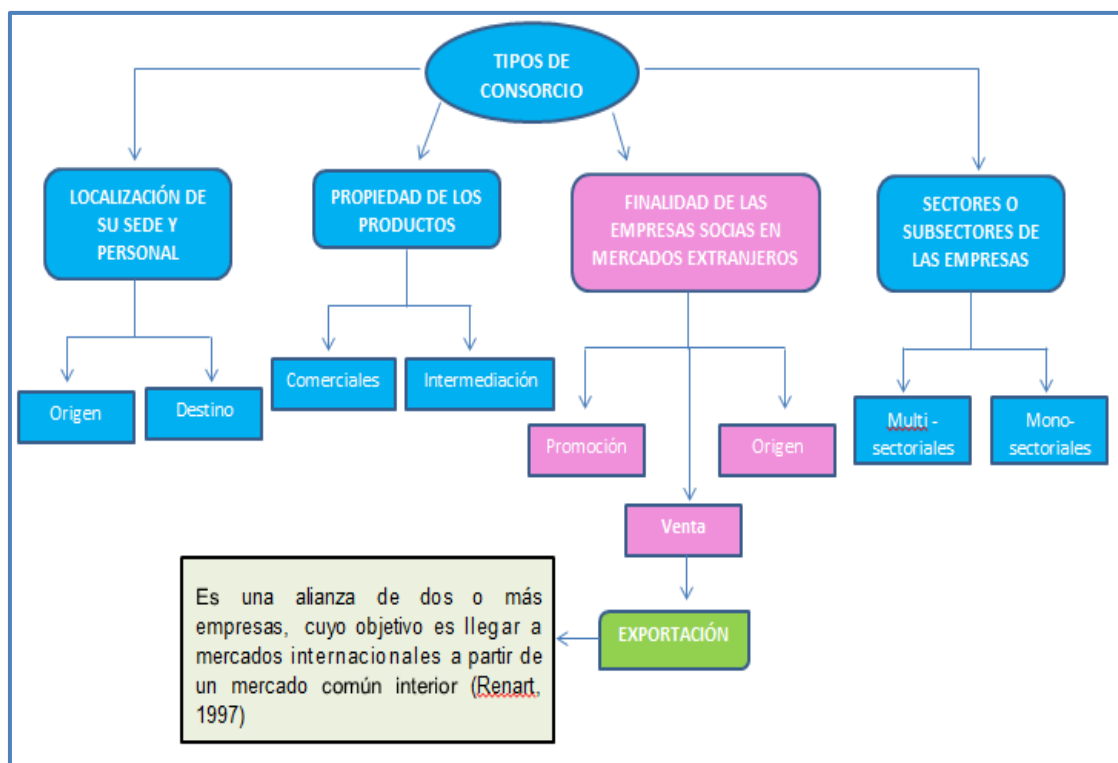 TIPOS DE
CONSORCIO
LOCALIZACIÓN DE
SU SEDE Y
PERSONAL
PROPIEDAD DE LOS
PRODUCTOS
FINALIDAD DE LAS
EMPRESAS SOCIAS EN
MERCADOS EXTRANJEROS
SECTORES O
SUBSECTORES DE
LAS EMPRESAS
Origen
Destino
Comerciales
Intermediación
Promoción
Origen
Multi -
sectoriales
Mono-
sectoriales
Venta
EXPORTACIÓN
Es una alianza de dos o más
empresas, cuyo objetivo es llegar a
mercados internacionales a partir de
un mercado común interior (Renart,
1997)